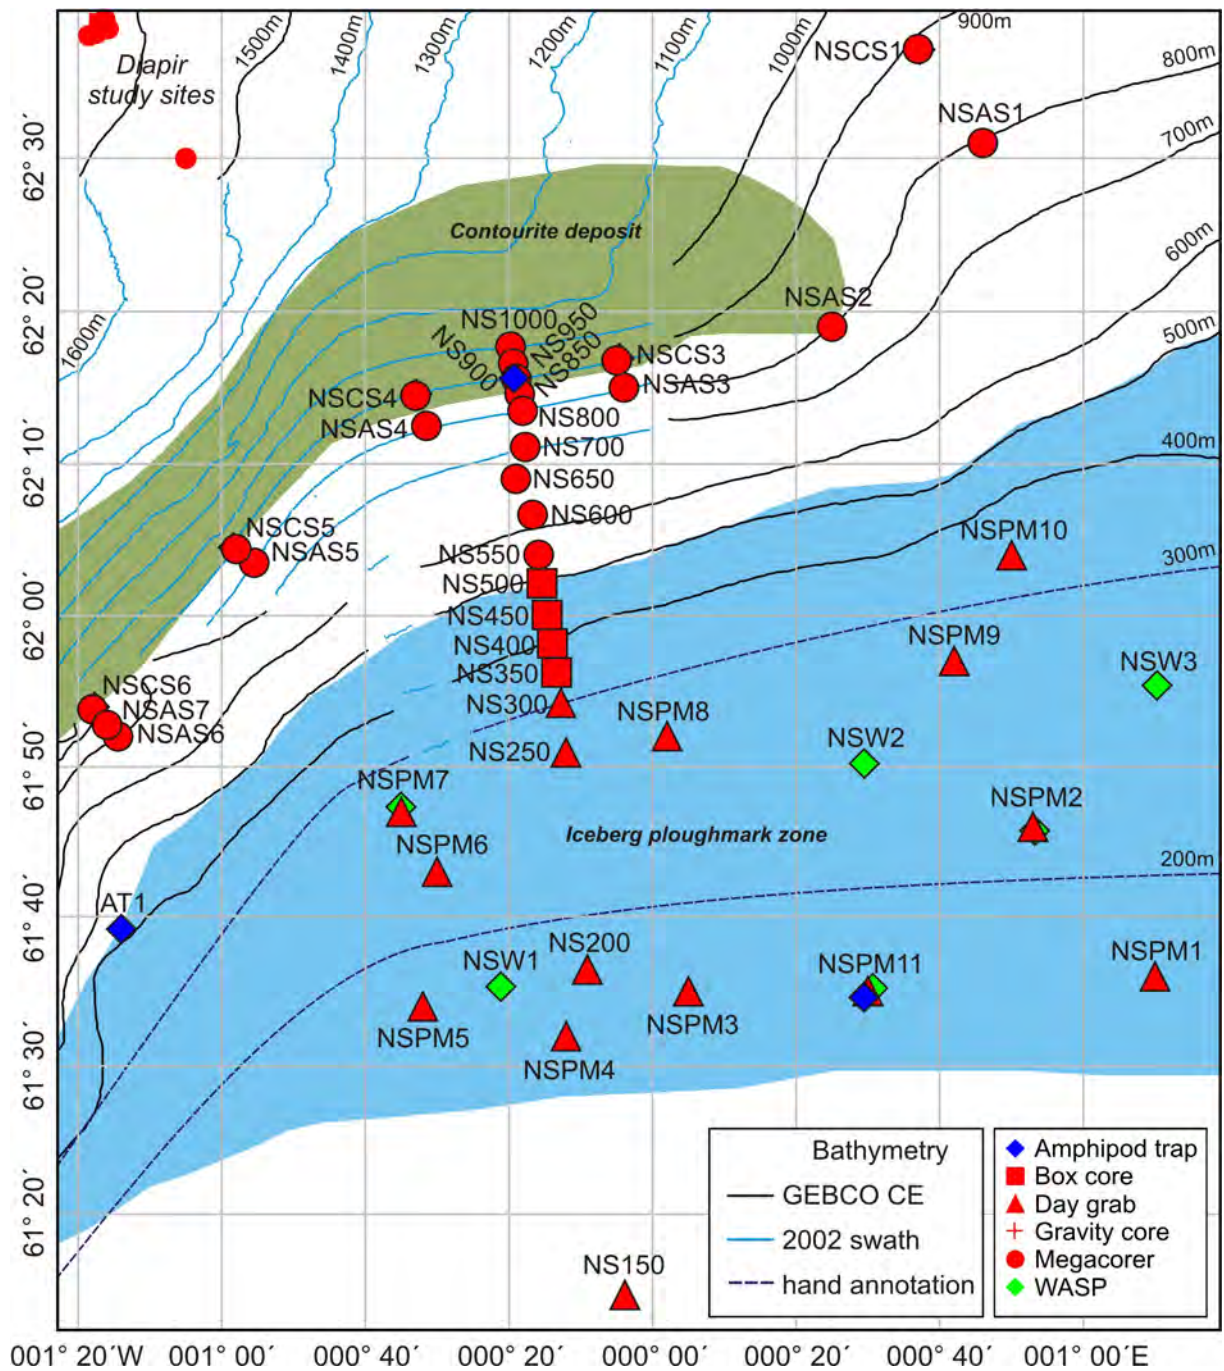 1500m
1400m
1300m
1200m
1100m
1000m
900m
NSCS1
800m
Diapir
study sites
NSAS1
700m
62° 30´
600m
Contourite deposit
62° 20´
NSAS2
500m
1600m
NS1000
NS950
NS900
NS850
NSCS3
NSAS3
NSCS4
NSAS4
NS800
62° 10´
NS700
400m
NS650
NS600
NSCS5
NSAS5
NS550
NSPM10
300m
NS500
62° 00´
NS450
NS400
NSPM9
NS350
NSW3
NSCS6
NSAS7
NSAS6
NS300
NSPM8
NSW2
NS250
61° 50´
NSPM7
NSPM2
Iceberg ploughmark zone
NSPM6
200m
61° 40´
AT1
NS200
NSW1
NSPM11
NSPM1
NSPM5
NSPM3
NSPM4
61° 30´
Bathymetry
GEBCO CE
2002 swath
hand annotation
Amphipod trap
Box core
Day grab
Gravity core
Megacorer
WASP
61° 20´
NS150
001° 20´ W
001° 00´
000° 40´
000° 20´
000° 00´
000° 20´
000° 40´
001° 00´ E